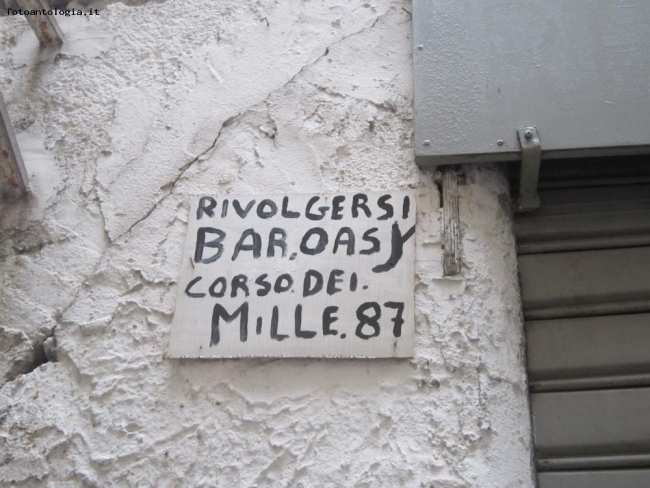 fotoantologia.it
RIVOLGERSI
BAR.OASY
CORSO.DEI.
MILLE.87